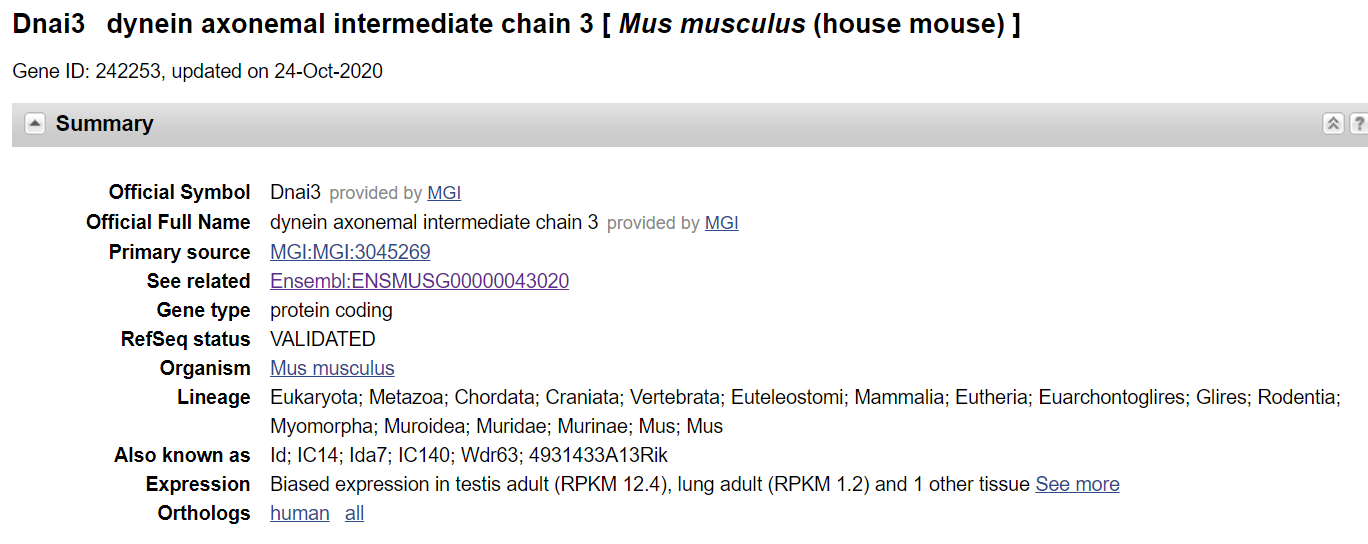 Dnai3 dynein axonemal intermediate chain 3 [ Mus musculus (house mouse) ]
Gene ID: 242253, updated on 24-Oct-2020
Summary
?
Official Symbol Dnai3 provided by MGI
Official Full Name dynein axonemal intermediate chain 3 provided by MGI
Primary source MGI:MGI:3045269
See related Ensembl:ENSMUSG00000043020
Gene type protein coding
RefSeq status VALIDATED
Organism Mus musculus
Lineage Eukaryota; Metazoa; Chordata; Craniata; Vertebrata; Euteleostomi; Mammalia; Eutheria; Euarchontoglires; Glires; Rodentia;
Myomorpha; Muroidea; Muridae; Murinae; Mus; Mus
Also known as Id; IC14; Ida7; IC140; Wdr63; 4931433A13Rik
Expression Biased expression in testis adult (RPKM 12.4), lung adult (RPKM 1.2) and 1 other tissue See more
Orthologs human all